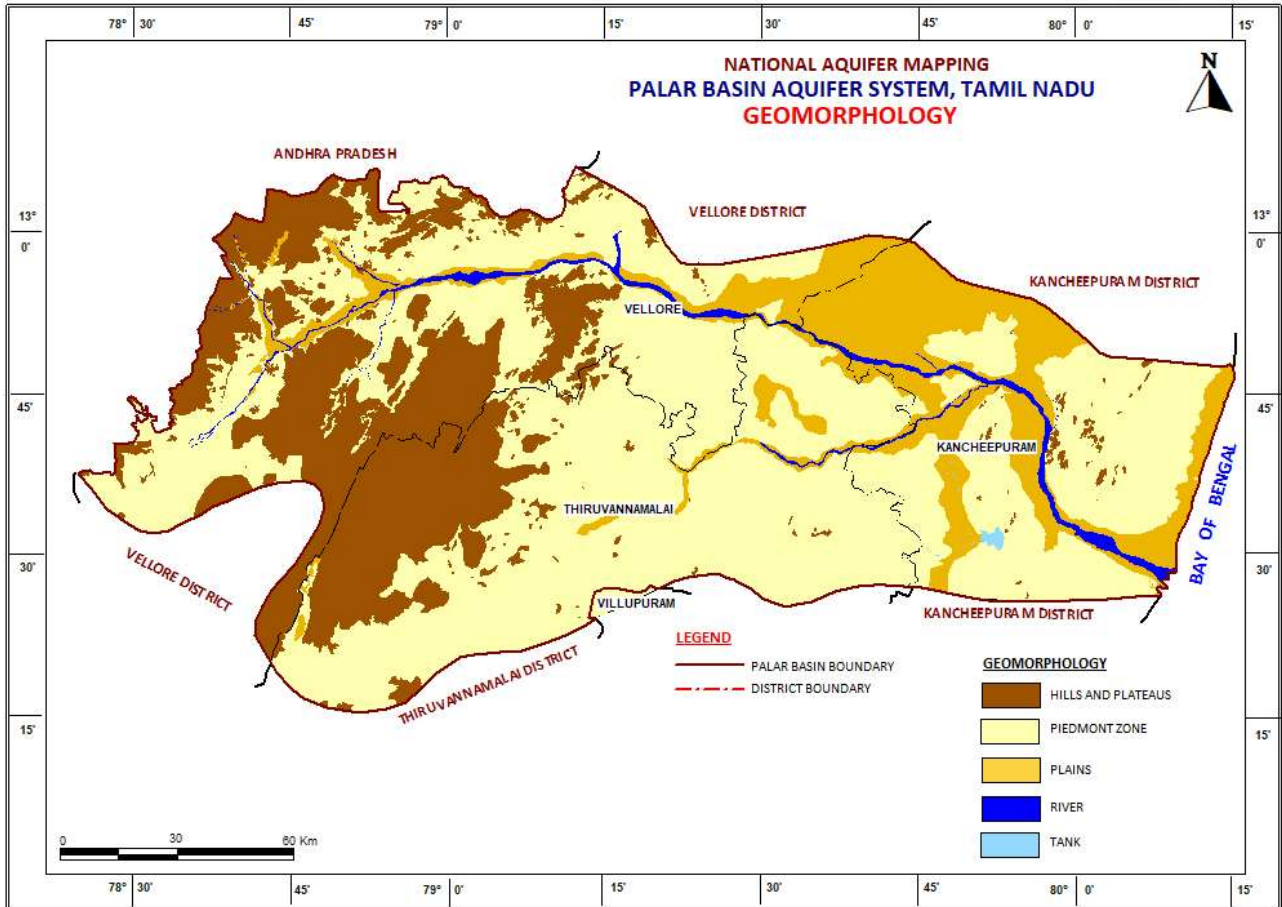 78° 30' 45' 79° 0' 15' 30' 45' 80° 0' 15'
NATIONAL AQUIFER MAPPING
PALAR BASIN AQUIFER SYSTEM, TAMIL NADU
GEOMORPHOLOGY
N
ANDHRA PRADESH
VELLORE DISTRICT
13° 0'
13° 0'
KANCHEEPURAM DISTRICT
VELLORE
45'
45'
KANCHEEPURAM
THIRUVANNAMALAI
BAY OF BENGAL
30'
30'
VELLORE DISTRICT
VILLUPURAM
KANCHEEPURAM DISTRICT
THIRUVANNAMALAI DISTRICT
LEGEND
PALAR BASIN BOUNDARY
DISTRICT BOUNDARY
GEOMORPHOLOGY
HILLS AND PLATEAUS
PIEDMONT ZONE
PLAINS
RIVER
TANK
15'
15'
0 30 60 Km
78° 30' 45' 79° 0' 15' 30' 45' 80° 0' 15'